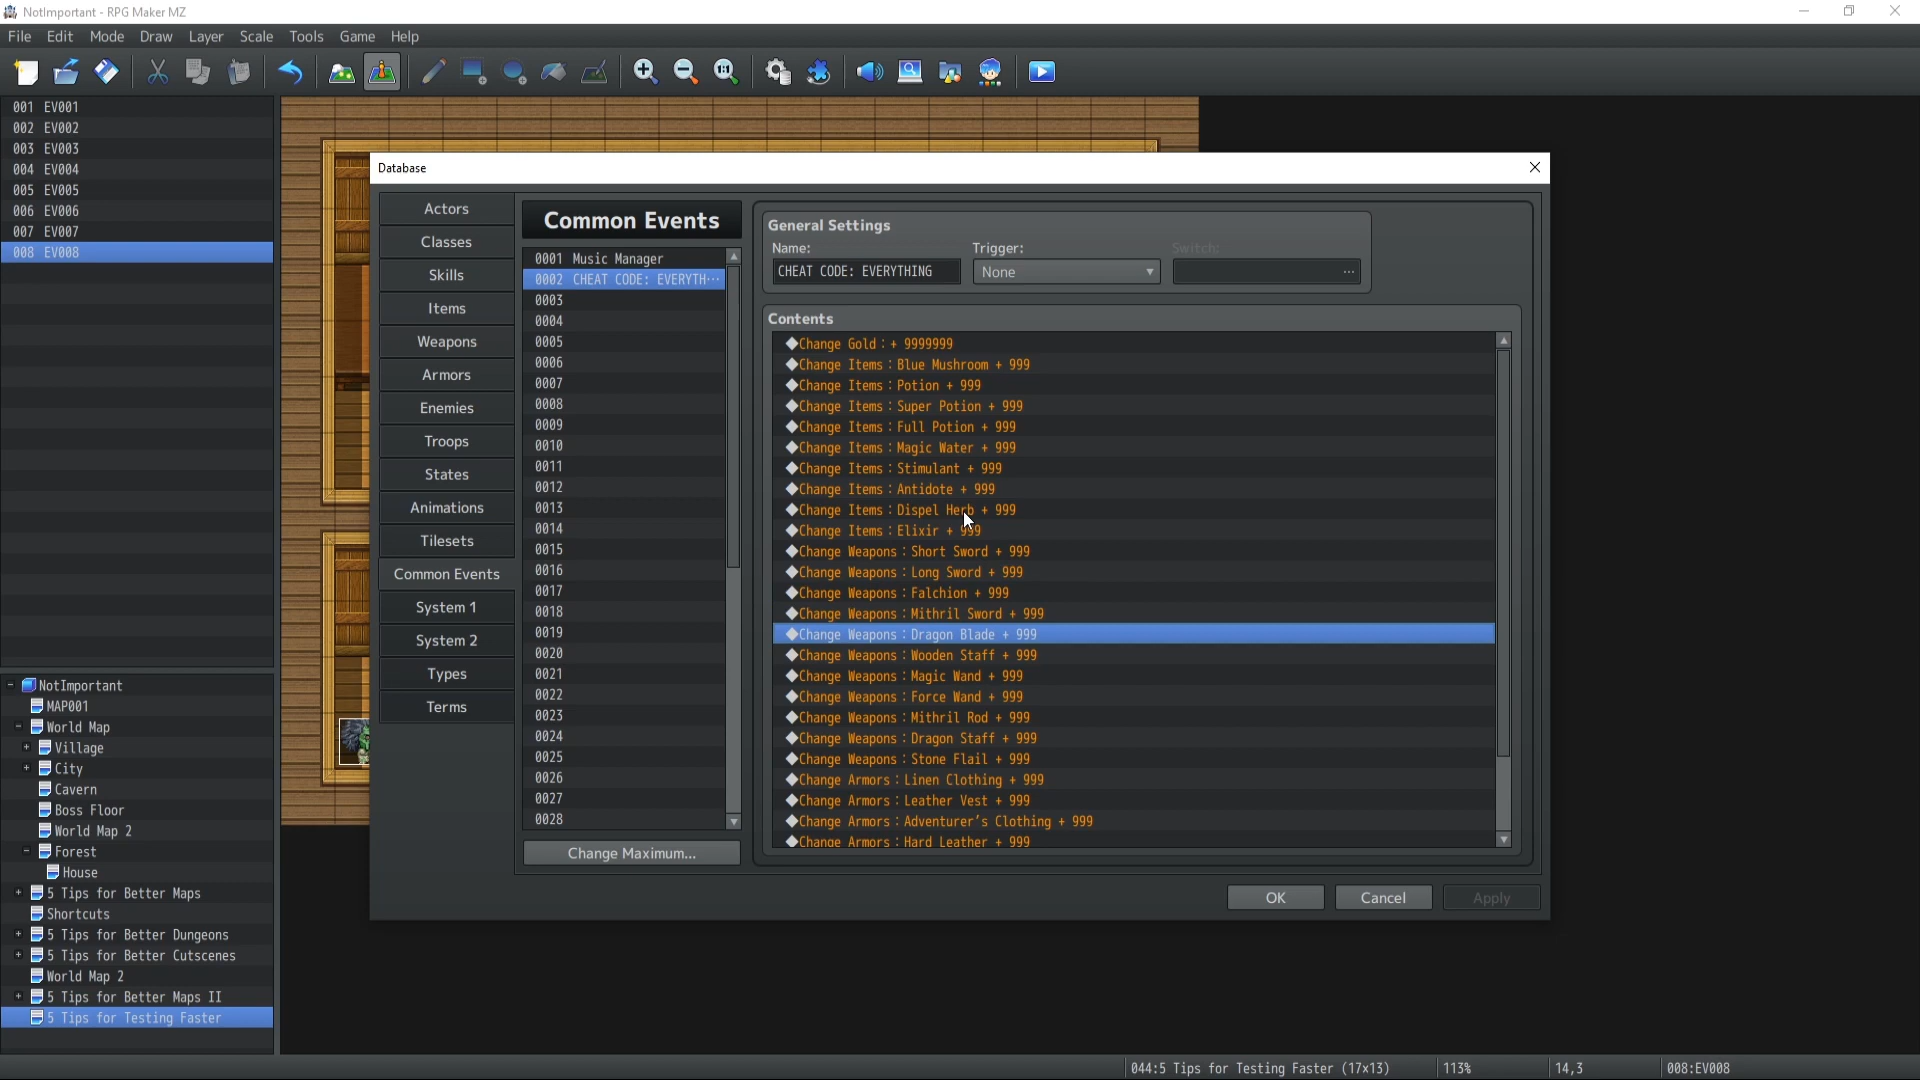 NotImportant - RPG Maker MZ
File Edit Mode Draw Layer Scale Tools Game Help
1:1
001 EV001
002 EV002
003 EV003
004 EV004
005 EV005
006 EV006
007 EV007
008 EV008
NotImportant
MAP001
World Map
Village
City
Cavern
Boss Floor
World Map 2
Forest
House
5 Tips for Better Maps
Shortcuts
5 Tips for Better Dungeons
5 Tips for Better Cutscenes
World Map 2
5 Tips for Better Maps II
5 Tips for Testing Faster
Database
Actors
Classes
Skills
Items
Weapons
Armors
Enemies
Troops
States
Animations
Tilesets
Common Events
System 1
System 2
Types
Terms
Common Events
0001 Music Manager
0002 CHEAT CODE: EVERYTH···
0003
0004
0005
0006
0007
0008
0009
0010
0011
0012
0013
0014
0015
0016
0017
0018
0019
0020
0021
0022
0023
0024
0025
0026
0027
0028
Change Maximum...
General Settings
Name: Trigger: Switch:
CHEAT CODE: EVERYTHING None ...
Contents
◆Change Gold : + 9999999
◆Change Items : Blue Mushroom + 999
◆Change Items : Potion + 999
◆Change Items : Super Potion + 999
◆Change Items : Full Potion + 999
◆Change Items : Magic Water + 999
◆Change Items : Stimulant + 999
◆Change Items : Antidote + 999
◆Change Items : Dispel Herb + 999
◆Change Items : Elixir + 999
◆Change Weapons : Short Sword + 999
◆Change Weapons : Long Sword + 999
◆Change Weapons : Falchion + 999
◆Change Weapons : Mithril Sword + 999
◆Change Weapons : Dragon Blade + 999
◆Change Weapons : Wooden Staff + 999
◆Change Weapons : Magic Wand + 999
◆Change Weapons : Force Wand + 999
◆Change Weapons : Mithril Rod + 999
◆Change Weapons : Dragon Staff + 999
◆Change Weapons : Stone Flail + 999
◆Change Armors : Linen Clothing + 999
◆Change Armors : Leather Vest + 999
◆Change Armors : Adventurer's Clothing + 999
◆Change Armors : Hard Leather + 999
OK Cancel Apply
044:5 Tips for Testing Faster (17x13) 113% 14,3 008:EV008